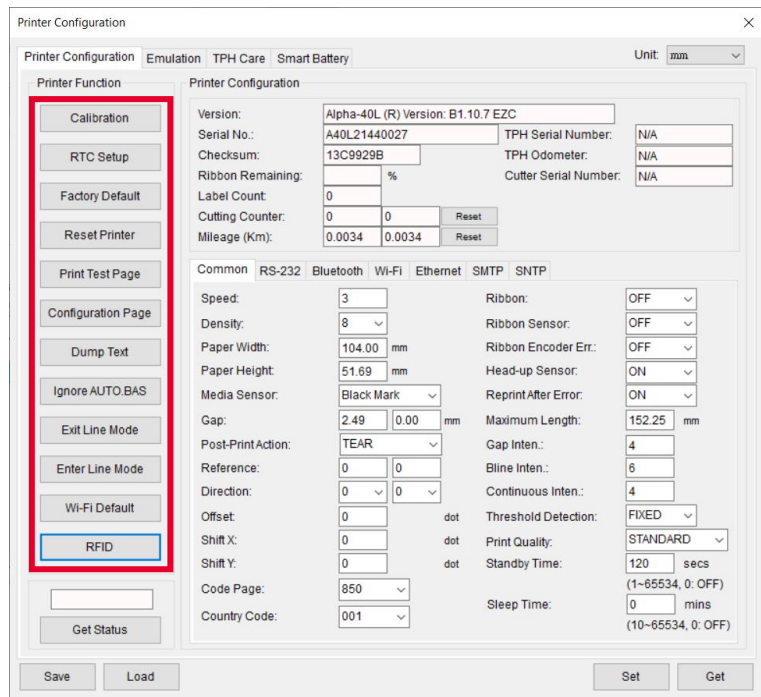 Printer Configuration
Printer Configuration Emulation TPH Care Smart Battery Unit: mm
Printer Function
Calibration
RTC Setup
Factory Default
Reset Printer
Print Test Page
Configuration Page
Dump Text
Ignore AUTO.BAS
Exit Line Mode
Enter Line Mode
Wi-Fi Default
RFID
Get Status
Printer Configuration
Version: Alpha-40L (R) Version: B1.10.7 EZC
Serial No.: A40L21440027 TPH Serial Number: N/A
Checksum: 13C9929B TPH Odometer: N/A
Ribbon Remaining: % Cutter Serial Number: N/A
Label Count: 0
Cutting Counter: 0 0 Reset
Mileage (Km): 0.0034 0.0034 Reset
Common RS-232 Bluetooth Wi-Fi Ethernet SMTP SNTP
Speed: 3 Ribbon: OFF
Density: 8 Ribbon Sensor: OFF
Paper Width: 104.00 mm Ribbon Encoder Err.: OFF
Paper Height: 51.69 mm Head-up Sensor: ON
Media Sensor: Black Mark Reprint After Error: ON
Gap: 2.49 0.00 mm Maximum Length: 152.25 mm
Post-Print Action: TEAR Gap Inten.: 4
Reference: 0 0 Bline Inten.: 6
Direction: 0 0 Continuous Inten.: 4
Offset: 0 dot Threshold Detection: FIXED
Shift X: 0 dot Print Quality: STANDARD
Shift Y: 0 dot Standby Time: 120 secs
(1~65534, 0: OFF)
Code Page: 850
Sleep Time: 0 mins
Country Code: 001
(10~65534, 0: OFF)
Save Load Set Get